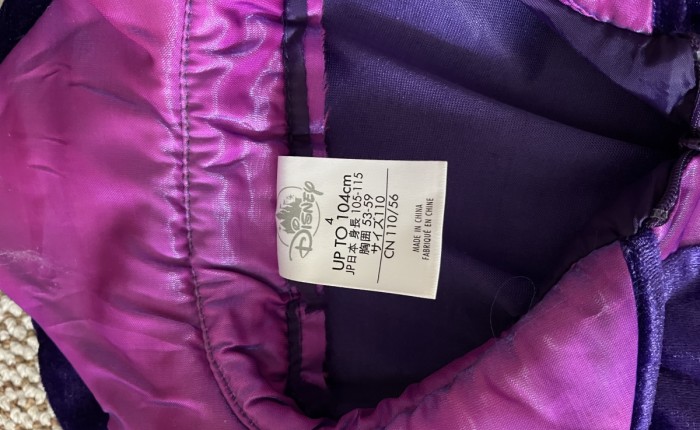 DISNEY
4
UP TO 104cm
JP日本 身長 105-115
胸囲 53-59
サイズ110
CN 110/56
MADE IN CHINA
FABRIQUÉ EN CHINE